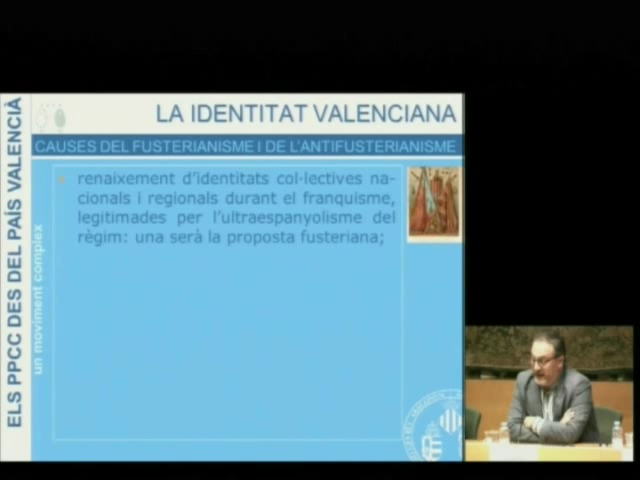 LA IDENTITAT VALENCIANA
CAUSES DEL FUSTERIANISME I DE L'ANTIFUSTERIANISME
renaixement d'identitats col·lectives na-
cionals i regionals durant el franquisme,
legitimades per l'ultraespanyolisme del
règim: una serà la proposta fusteriana;
ELS PPCC DES DEL PAÍS VALENCIÀ
un moviment complex